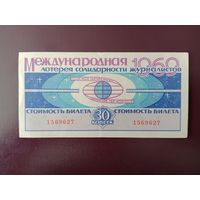 Международная 1969
лотерея солидарности журналистов
СТОИМОСТЬ БИЛЕТА 30 СТОИМОСТЬ БИЛЕТА
КОПЕЕК
1569627 1569627